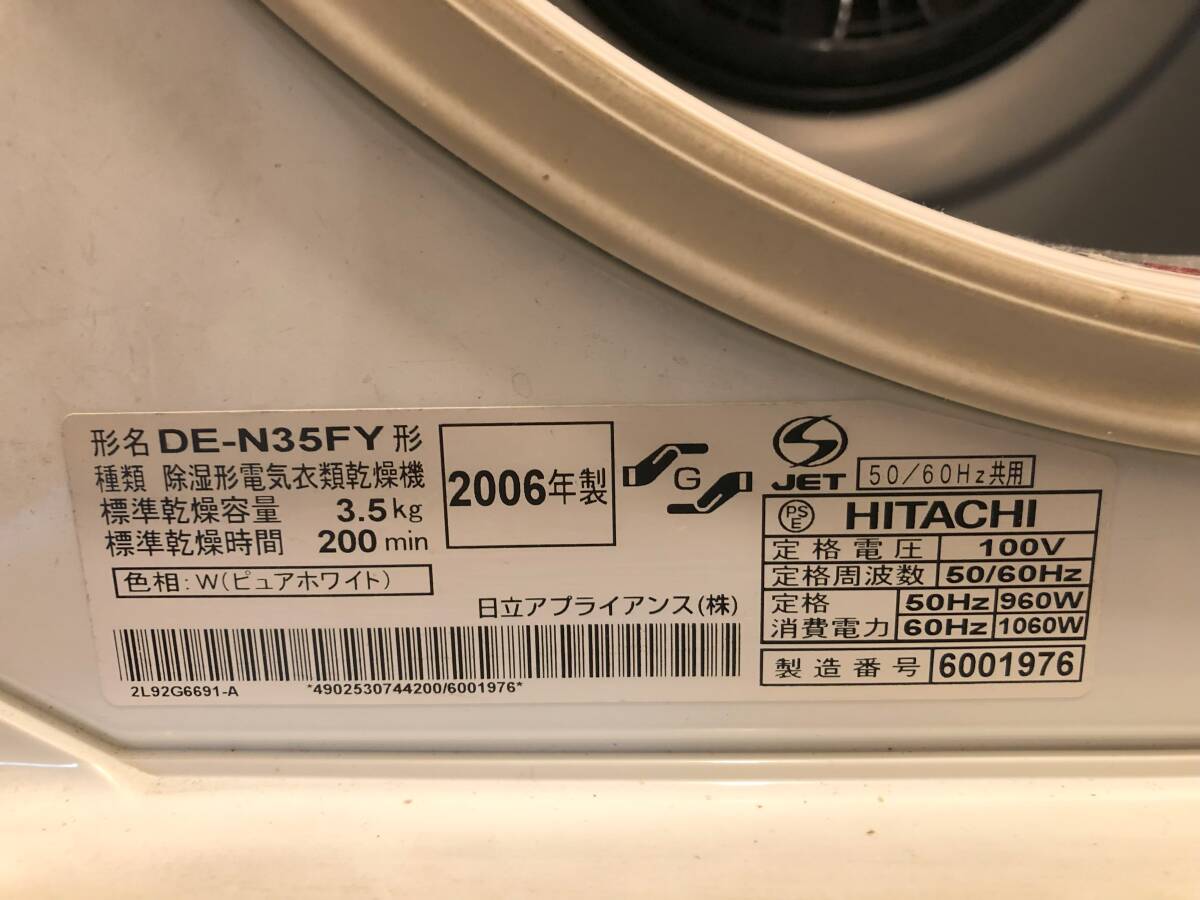 形名 DE-N35FY 形
種類 除湿形電気衣類乾燥機
標準乾燥容量 3.5kg
標準乾燥時間 200 min
色相:W(ピュアホワイト)
2006年製
G
S
JET 50/60Hz共用
PSE HITACHI
定格電圧 100V
定格周波数 50/60Hz
定格 50Hz 960W
消費電力 60Hz 1060W
製造番号 6001976
日立アプライアンス(株)
2L92G6691-A *4902530744200/6001976*